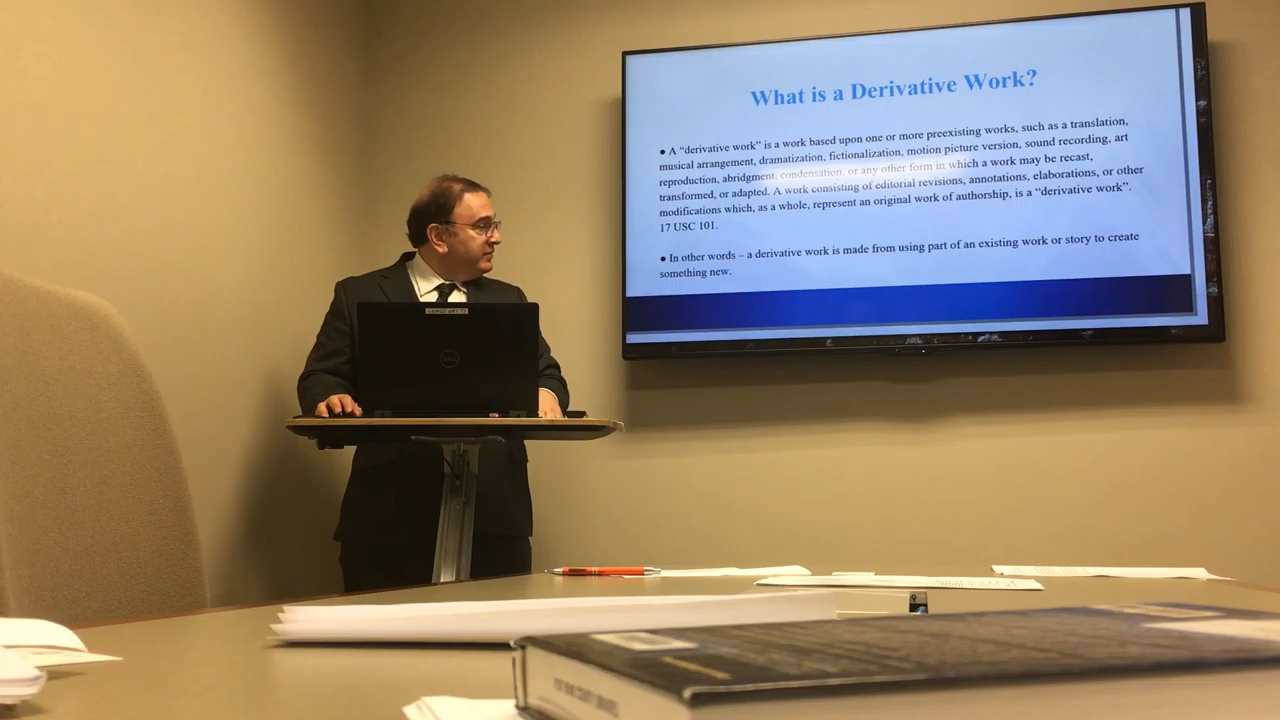 What is a Derivative Work?
● A “derivative work” is a work based upon one or more preexisting works, such as a translation,
musical arrangement, dramatization, fictionalization, motion picture version, sound recording, art
reproduction, abridgment, condensation, or any other form in which a work may be recast,
transformed, or adapted. A work consisting of editorial revisions, annotations, elaborations, or other
modifications which, as a whole, represent an original work of authorship, is a “derivative work”.
17 USC 101.
● In other words – a derivative work is made from using part of an existing work or story to create
something new.
DELL